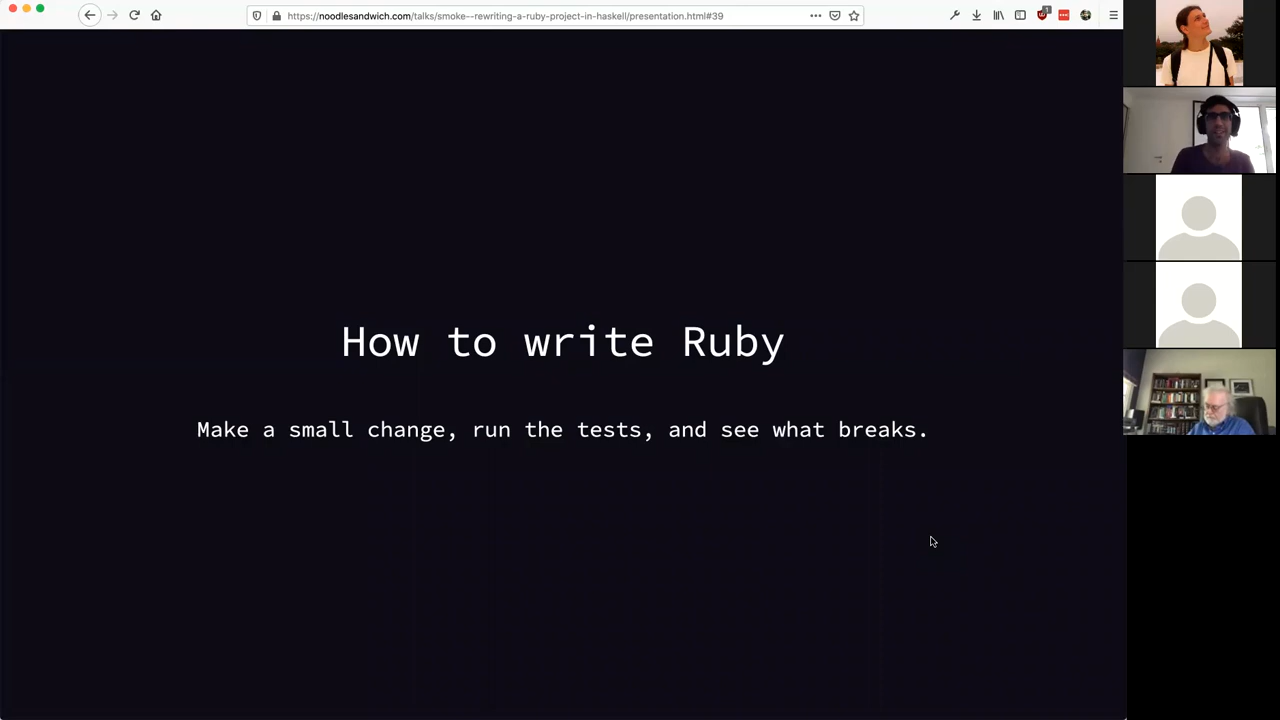 https://noodlesandwich.com/talks/smoke--rewriting-a-ruby-project-in-haskell/presentation.html#39
1
How to write Ruby
Make a small change, run the tests, and see what breaks.